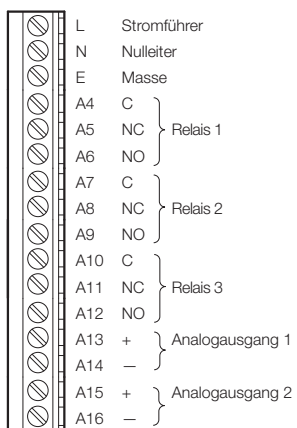 L Stromführer
N Nulleiter
E Masse
A4 C
A5 NC Relais 1
A6 NO
A7 C
A8 NC Relais 2
A9 NO
A10 C
A11 NC Relais 3
A12 NO
A13 + Analogausgang 1
A14 –
A15 + Analogausgang 2
A16 –